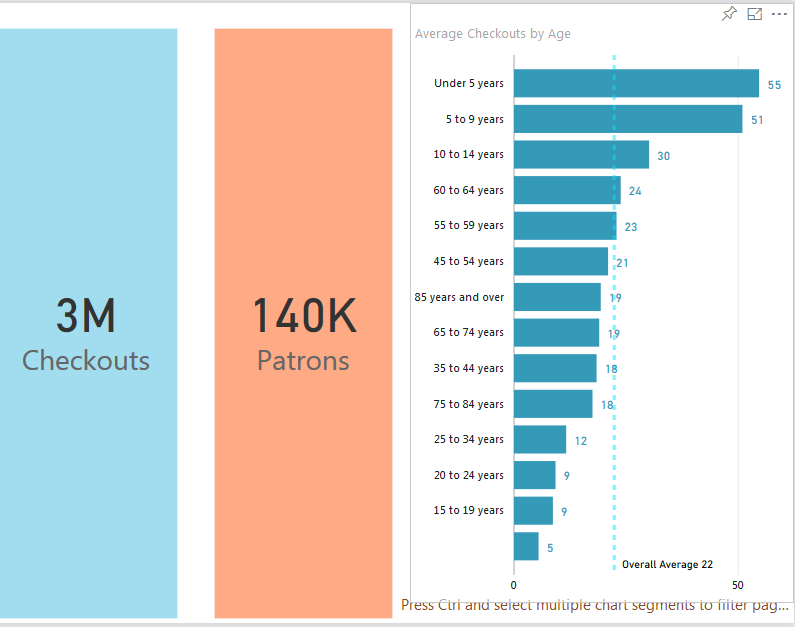 3M
Checkouts
140K
Patrons
Average Checkouts by Age
Under 5 years 55
5 to 9 years 51
10 to 14 years 30
60 to 64 years 24
55 to 59 years 23
45 to 54 years 21
85 years and over 19
65 to 74 years 19
35 to 44 years 18
75 to 84 years 18
25 to 34 years 12
20 to 24 years 9
15 to 19 years 9
5
Overall Average 22
0 50
Press Ctrl and select multiple chart segments to filter pag...